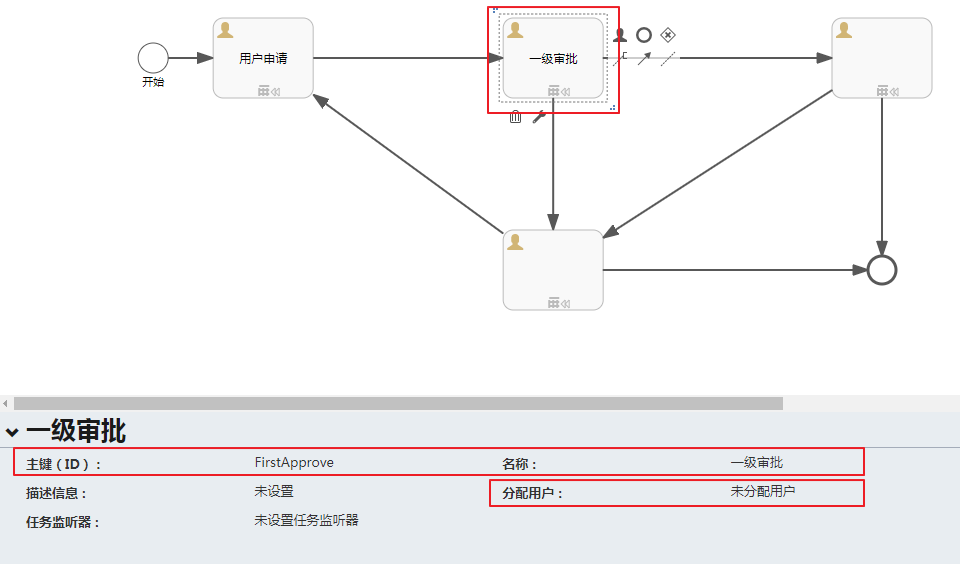 用户申请
一级审批
开始
一级审批
主键（ID）： FirstApprove 名称： 一级审批
描述信息： 未设置 分配用户： 未分配用户
任务监听器： 未设置任务监听器